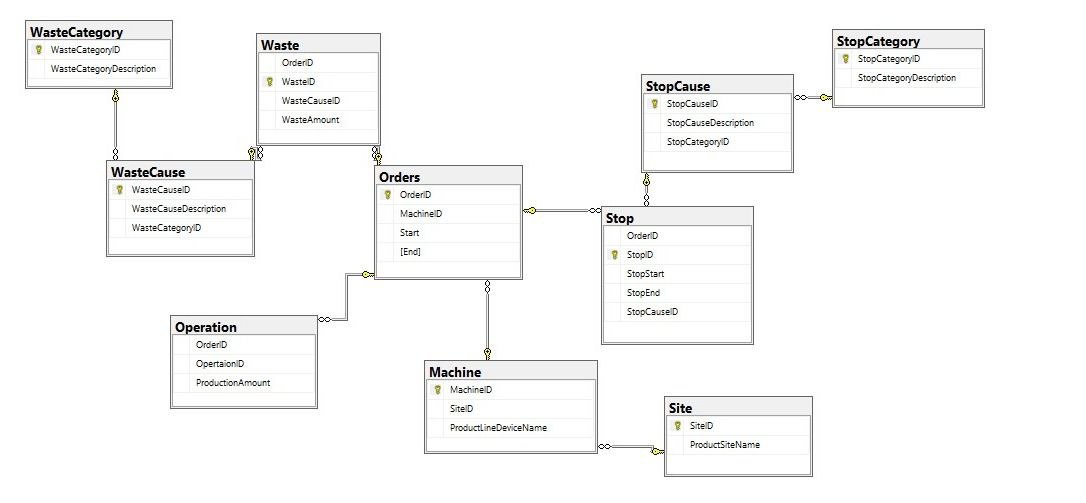 WasteCategory
WasteCategoryID
WasteCategoryDescription
Waste
OrderID
WasteID
WasteCauseID
WasteAmount
StopCategory
StopCategoryID
StopCategoryDescription
StopCause
StopCauseID
StopCauseDescription
StopCategoryID
WasteCause
WasteCauseID
WasteCauseDescription
WasteCategoryID
Orders
OrderID
MachineID
Start
[End]
Stop
OrderID
StopID
StopStart
StopEnd
StopCauseID
Operation
OrderID
OpertaionID
ProductionAmount
Machine
MachineID
SiteID
ProductLineDeviceName
Site
SiteID
ProductSiteName